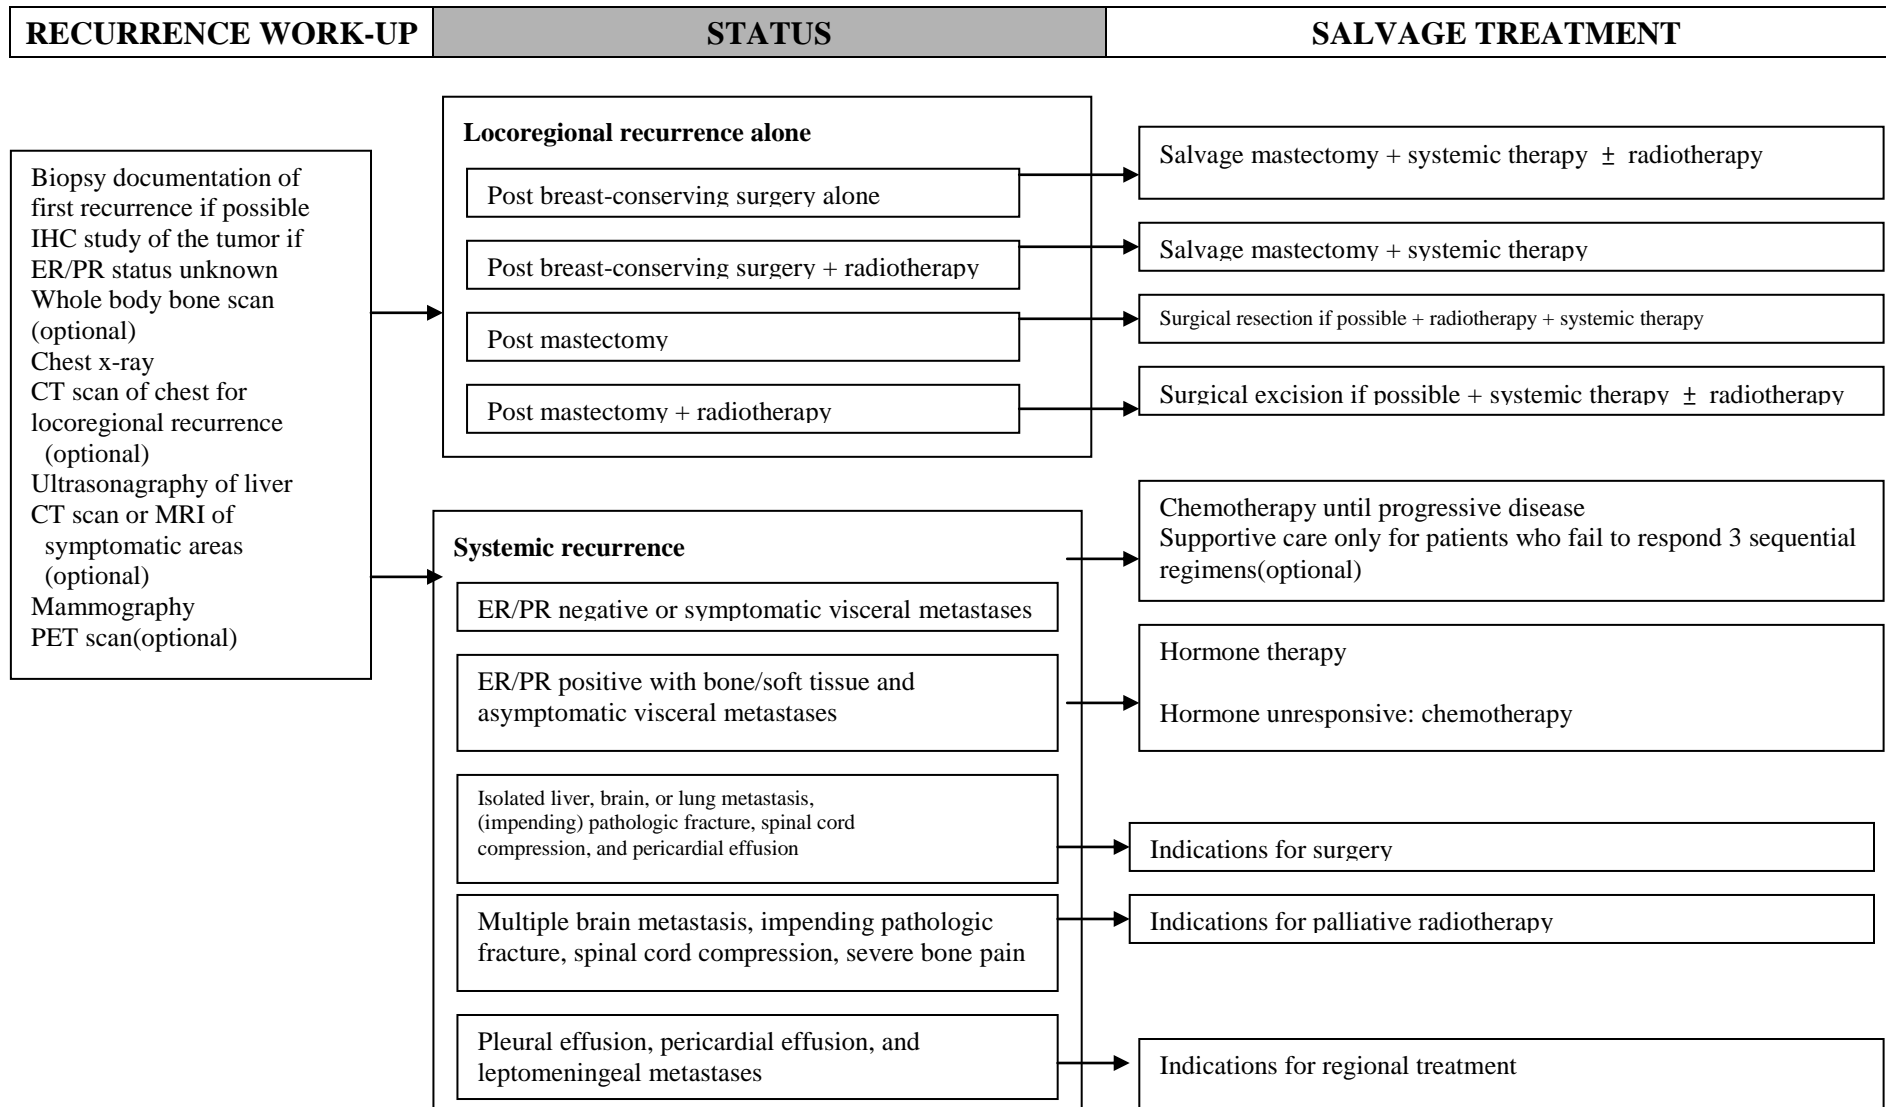 RECURRENCE WORK-UP
STATUS
SALVAGE TREATMENT
Biopsy documentation of
first recurrence if possible
IHC study of the tumor if
ER/PR status unknown
Whole body bone scan
(optional)
Chest x-ray
CT scan of chest for
locoregional recurrence
(optional)
Ultrasonagraphy of liver
CT scan or MRI of
symptomatic areas
(optional)
Mammography
PET scan(optional)
Locoregional recurrence alone
Post breast-conserving surgery alone
Post breast-conserving surgery + radiotherapy
Post mastectomy
Post mastectomy + radiotherapy
Salvage mastectomy + systemic therapy ± radiotherapy
Salvage mastectomy + systemic therapy
Surgical resection if possible + radiotherapy + systemic therapy
Surgical excision if possible + systemic therapy ± radiotherapy
Systemic recurrence
ER/PR negative or symptomatic visceral metastases
ER/PR positive with bone/soft tissue and
asymptomatic visceral metastases
Isolated liver, brain, or lung metastasis,
(impending) pathologic fracture, spinal cord
compression, and pericardial effusion
Multiple brain metastasis, impending pathologic
fracture, spinal cord compression, severe bone pain
Pleural effusion, pericardial effusion, and
leptomeningeal metastases
Chemotherapy until progressive disease
Supportive care only for patients who fail to respond 3 sequential
regimens(optional)
Hormone therapy
Hormone unresponsive: chemotherapy
Indications for surgery
Indications for palliative radiotherapy
Indications for regional treatment